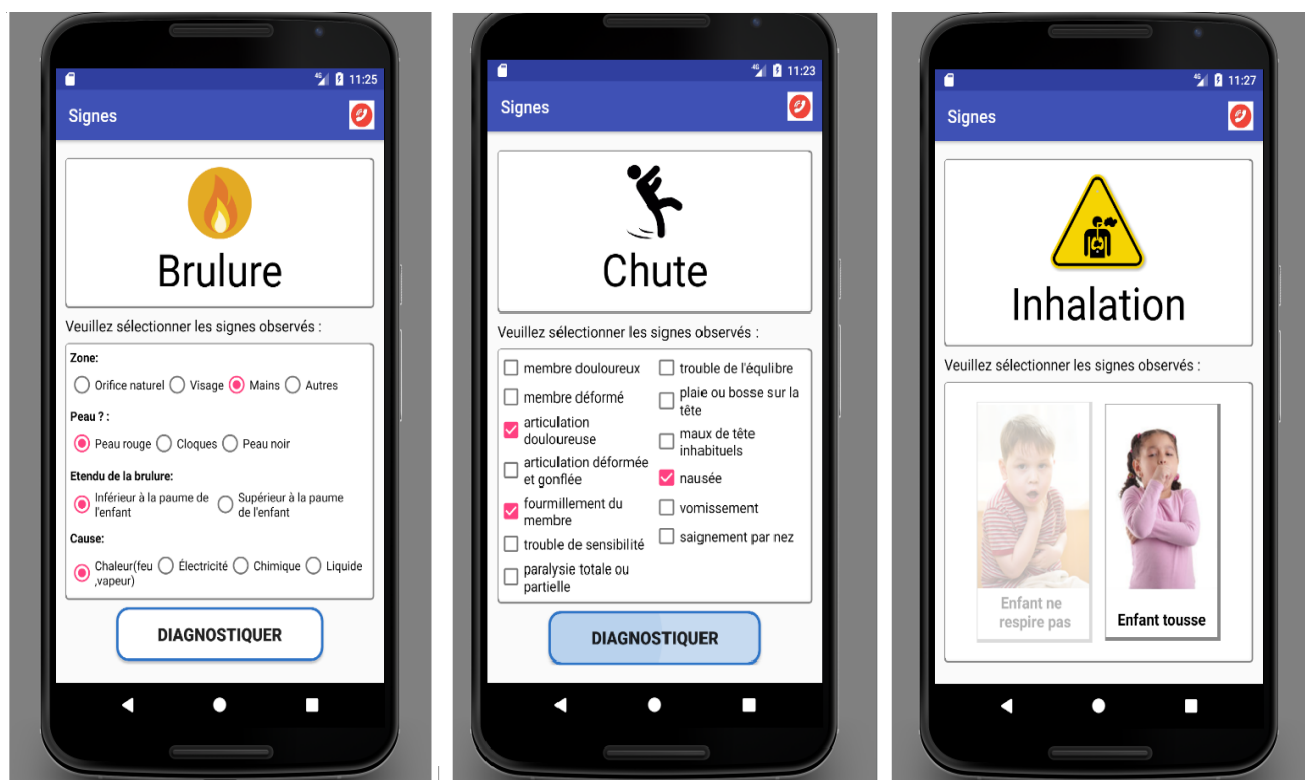 4G 11:25
Signes
Brulure
Veuillez sélectionner les signes observés :
Zone:
Orifice naturel Visage Mains Autres
Peau ? :
Peau rouge Cloques Peau noir
Etendu de la brulure:
Inférieur à la paume de
l'enfant
Supérieur à la paume
de l'enfant
Cause:
Chaleur(feu
,vapeur)
Électricité Chimique Liquide
DIAGNOSTIQUER
4G 11:23
Signes
Chute
Veuillez sélectionner les signes observés :
membre douloureux
membre déformé
articulation
douloureuse
articulation déformée
et gonflée
fourmillement du
membre
trouble de sensibilité
paralysie totale ou
partielle
trouble de l'équlibre
plaie ou bosse sur la
tête
maux de tête
inhabituels
nausée
vomissement
saignement par nez
DIAGNOSTIQUER
4G 11:27
Signes
Inhalation
Veuillez sélectionner les signes observés :
Enfant ne
respire pas
Enfant tousse